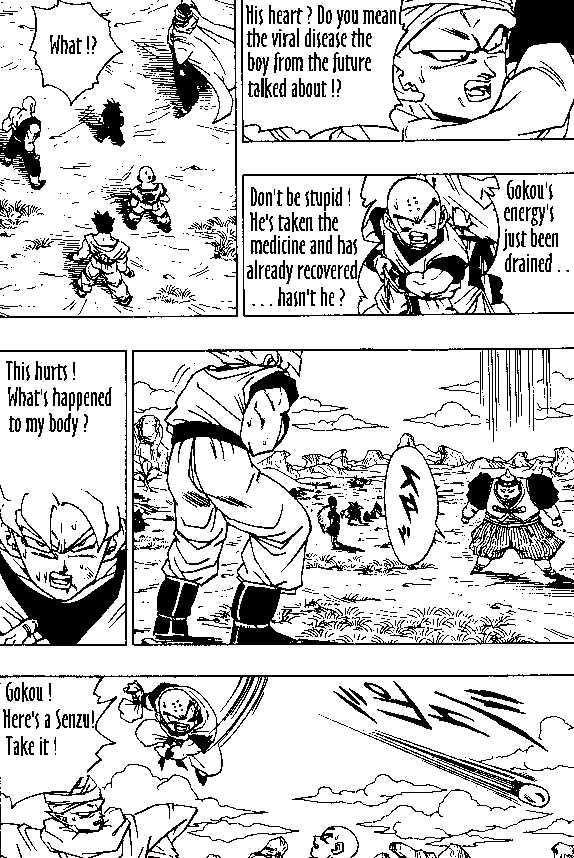 What !?
His heart ? Do you mean
the viral disease the
boy from the future
talked about !?
Don't be stupid !
He's taken the
medicine and has
already recovered
. . . hasn't he ?
Gokou's
energy's
just been
drained . .
This hurts !
What's happened
to my body ?
Gokou !
Here's a Senzu!
Take it !